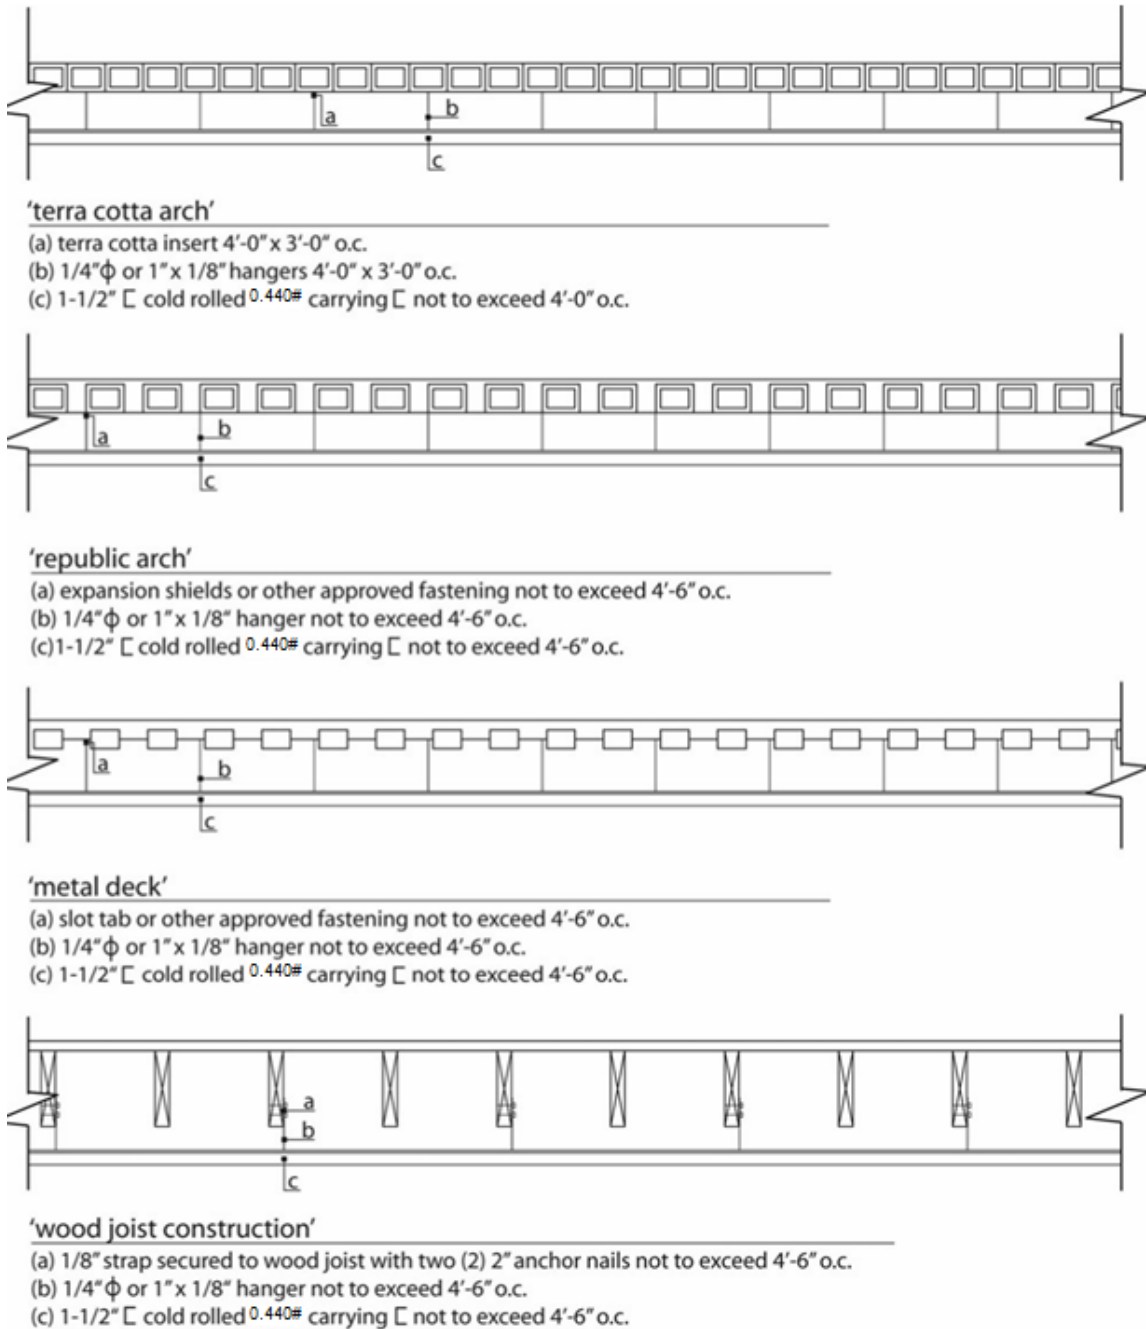 a
b
c
‘terra cotta arch’
(a) terra cotta insert 4’-0” x 3’-0” o.c.
(b) 1/4”ϕ or 1” x 1/8” hangers 4’-0” x 3’-0” o.c.
(c) 1-1/2” ⊏ cold rolled 0.440# carrying ⊏ not to exceed 4’-0” o.c.
a
b
c
‘republic arch’
(a) expansion shields or other approved fastening not to exceed 4’-6” o.c.
(b) 1/4”ϕ or 1” x 1/8” hanger not to exceed 4’-6” o.c.
(c)1-1/2” ⊏ cold rolled 0.440# carrying ⊏ not to exceed 4’-6” o.c.
a
b
c
‘metal deck’
(a) slot tab or other approved fastening not to exceed 4’-6” o.c.
(b) 1/4”ϕ or 1” x 1/8” hanger not to exceed 4’-6” o.c.
(c) 1-1/2” ⊏ cold rolled 0.440# carrying ⊏ not to exceed 4’-6” o.c.
a
b
c
‘wood joist construction’
(a) 1/8” strap secured to wood joist with two (2) 2” anchor nails not to exceed 4’-6” o.c.
(b) 1/4”ϕ or 1” x 1/8” hanger not to exceed 4’-6” o.c.
(c) 1-1/2” ⊏ cold rolled 0.440# carrying ⊏ not to exceed 4’-6” o.c.